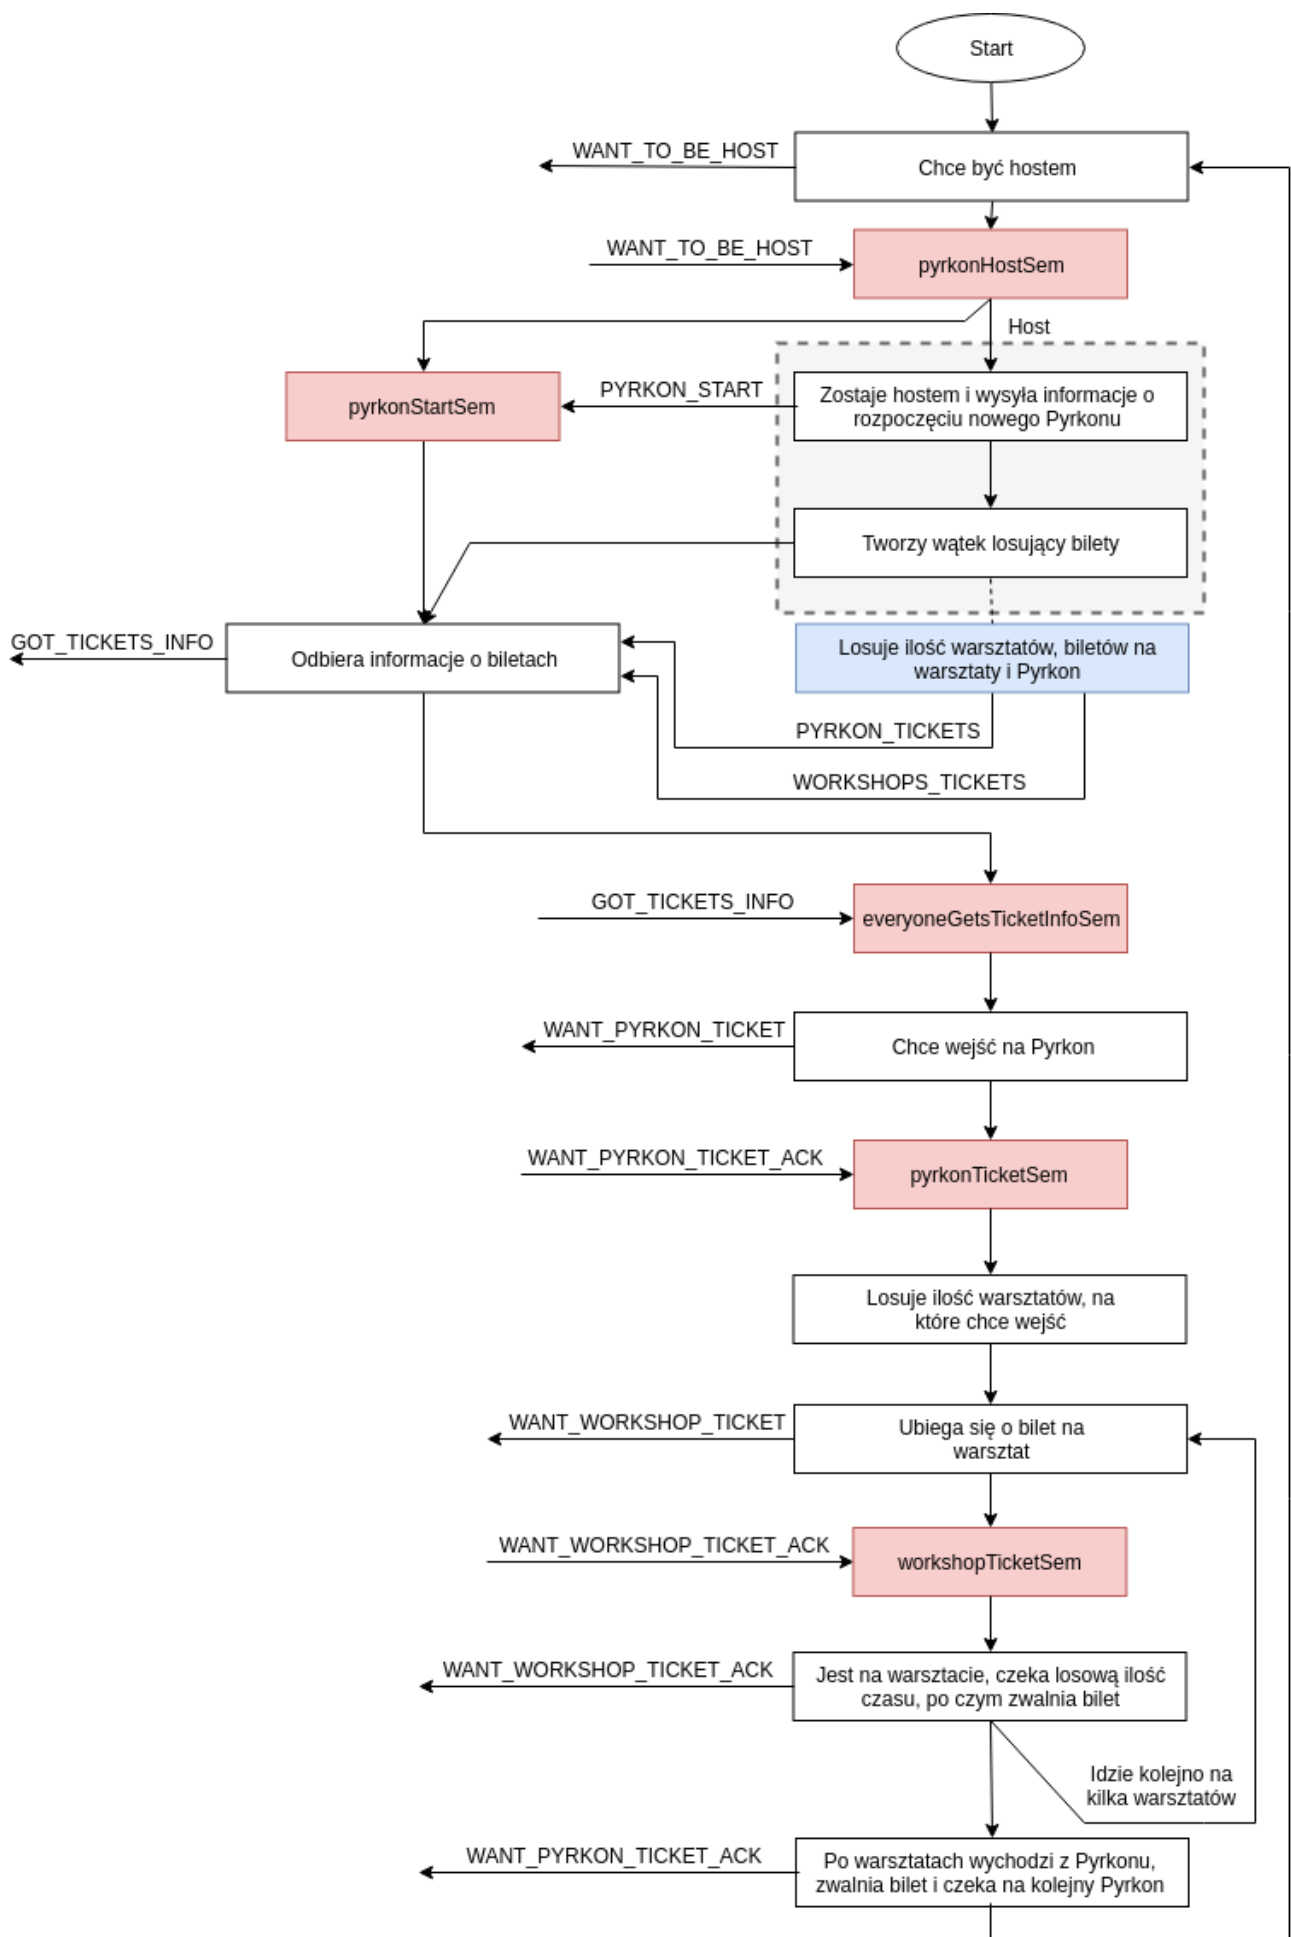 Start
WANT_TO_BE_HOST
Chce być hostem
WANT_TO_BE_HOST
pyrkonHostSem
Host
pyrkonStartSem
PYRKON_START
Zostaje hostem i wysyła informacje o
rozpoczęciu nowego Pyrkonu
Tworzy wątek losujący bilety
GOT_TICKETS_INFO
Odbiera informacje o biletach
Losuje ilość warsztatów, biletów na
warsztaty i Pyrkon
PYRKON_TICKETS
WORKSHOPS_TICKETS
GOT_TICKETS_INFO
everyoneGetsTicketInfoSem
WANT_PYRKON_TICKET
Chce wejść na Pyrkon
WANT_PYRKON_TICKET_ACK
pyrkonTicketSem
Losuje ilość warsztatów, na
które chce wejść
WANT_WORKSHOP_TICKET
Ubiega się o bilet na
warsztat
WANT_WORKSHOP_TICKET_ACK
workshopTicketSem
WANT_WORKSHOP_TICKET_ACK
Jest na warsztacie, czeka losową ilość
czasu, po czym zwalnia bilet
Idzie kolejno na
kilka warsztatów
WANT_PYRKON_TICKET_ACK
Po warsztatach wychodzi z Pyrkonu,
zwalnia bilet i czeka na kolejny Pyrkon